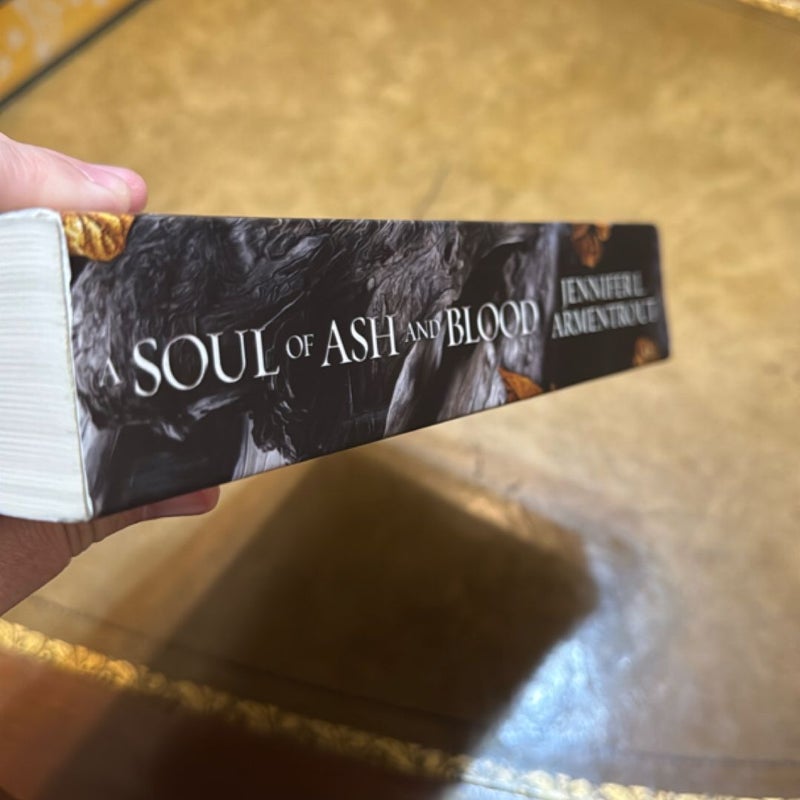 A SOUL OF ASH AND BLOOD
JENNIFER L.
ARMENTROUT